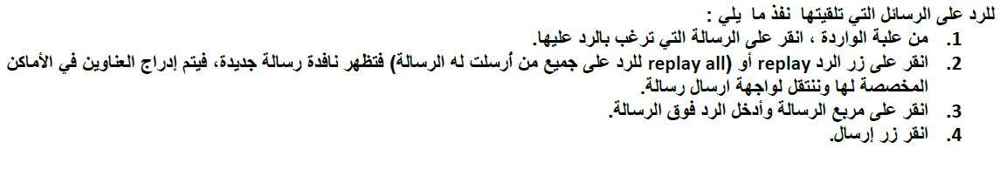 للرد على الرسائل التي تلقيتها نفذ ما يلي :
1. من علبة الواردة ، انقر على الرسالة التي ترغب بالرد عليها.
2. انقر على زر الرد replay أو (replay all للرد على جميع من أرسلت له الرسالة) فتظهر نافدة رسالة جديدة، فيتم إدراج العناوين في الأماكن
المخصصة لها وننتقل لواجهة ارسال رسالة.
3. انقر على مربع الرسالة وأدخل الرد فوق الرسالة.
4. انقر زر إرسال.